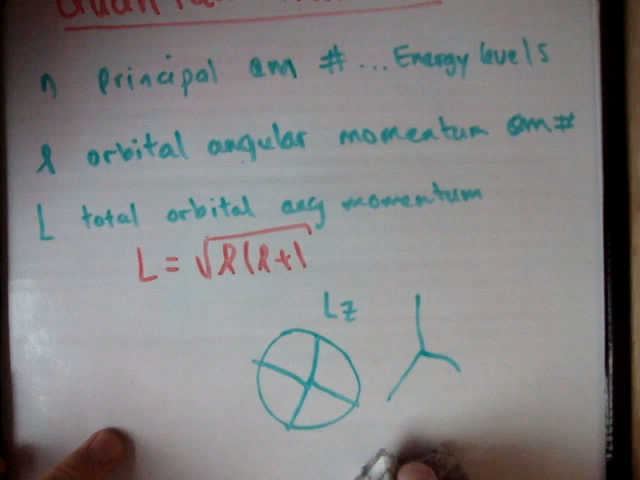 n principal QM # ... Energy levels
l orbital angular momentum QM #
L total orbital ang momentum
L = √l(l+1
Lz